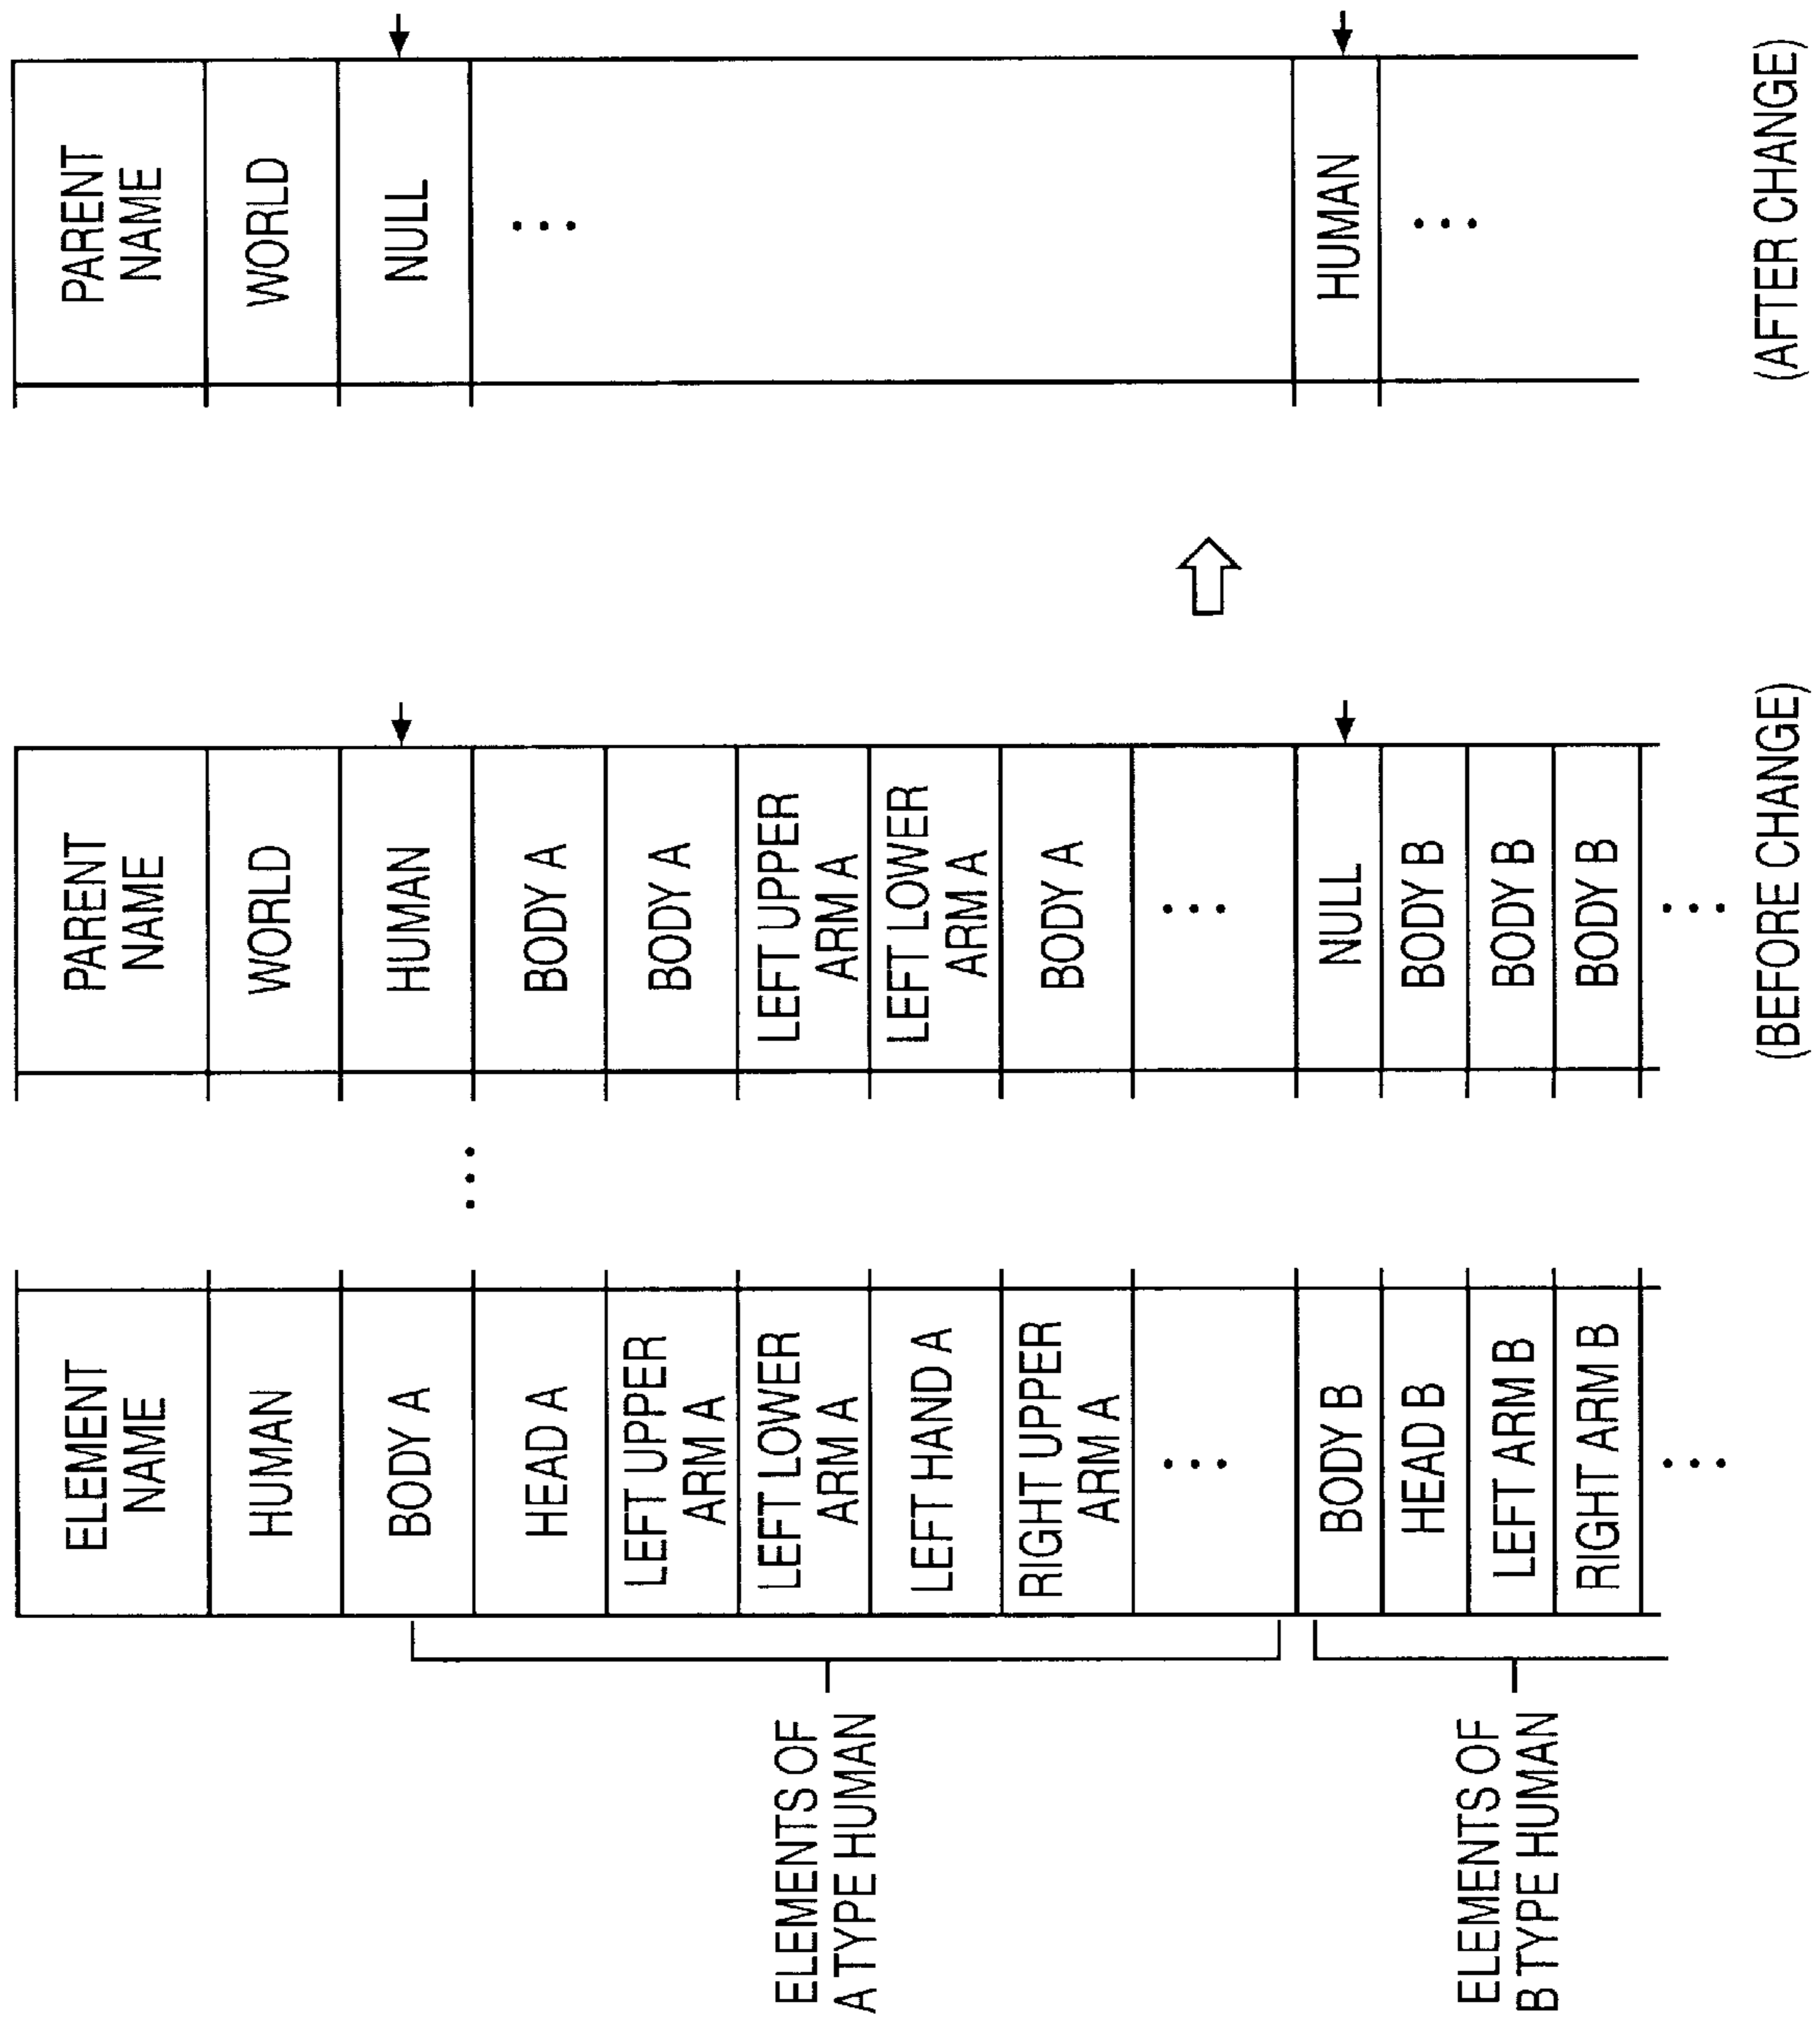 ELEMENT
NAME
PARENT
NAME
PARENT
NAME
HUMAN
WORLD
WORLD
BODY A
HUMAN
NULL
HEAD A
BODY A
...
LEFT UPPER
ARM A
BODY A
LEFT LOWER
ARM A
LEFT UPPER
ARM A
LEFT HAND A
LEFT LOWER
ARM A
RIGHT UPPER
ARM A
BODY A
...
...
...
BODY B
NULL
HUMAN
HEAD B
BODY B
...
LEFT ARM B
BODY B
RIGHT ARM B
BODY B
...
...
ELEMENTS OF
A TYPE HUMAN
ELEMENTS OF
B TYPE HUMAN
(BEFORE CHANGE)
(AFTER CHANGE)